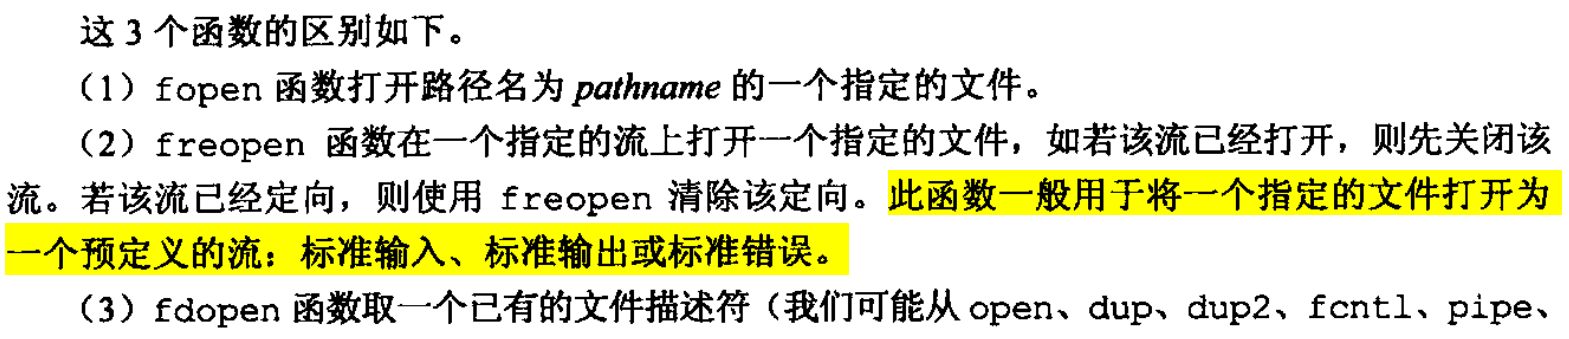 这 3 个函数的区别如下。
（1）fopen 函数打开路径名为 pathname 的一个指定的文件。
（2）freopen 函数在一个指定的流上打开一个指定的文件，如若该流已经打开，则先关闭该
流。若该流已经定向，则使用 freopen 清除该定向。此函数一般用于将一个指定的文件打开为
一个预定义的流：标准输入、标准输出或标准错误。
（3）fdopen 函数取一个已有的文件描述符（我们可能从 open、dup、dup2、fcntl、pipe、